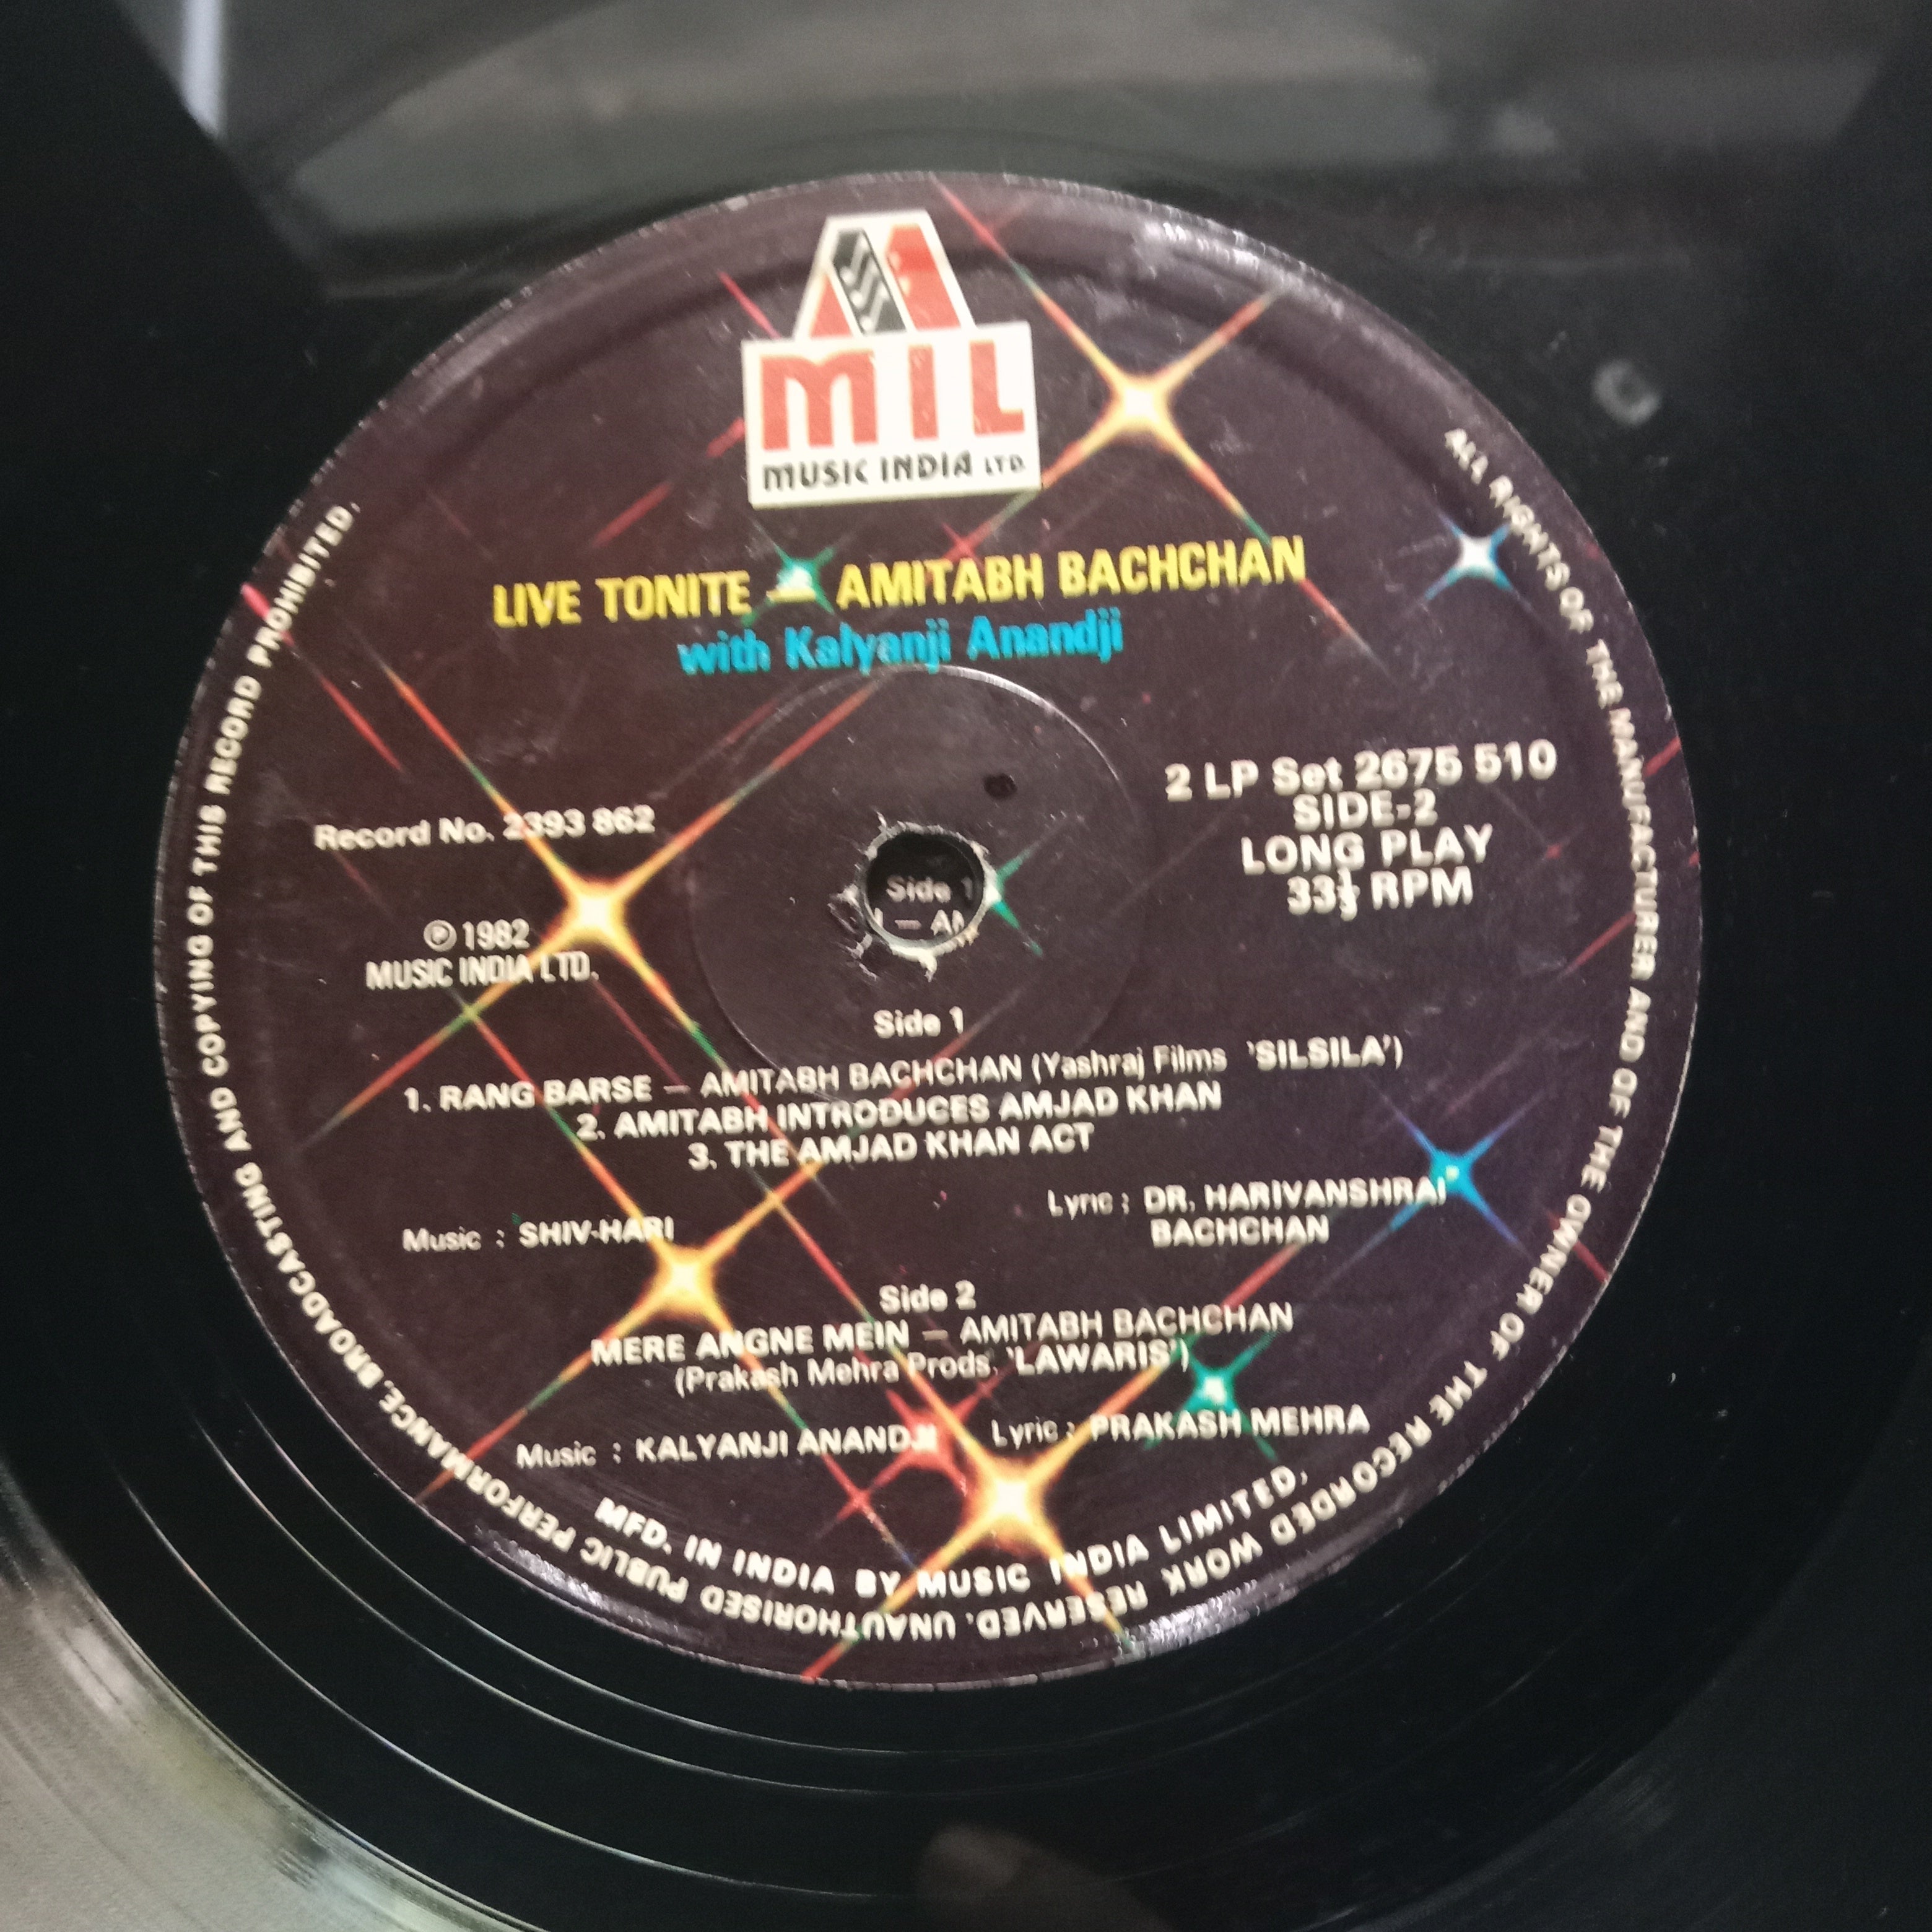 MIL
MUSIC INDIA LTD.
LIVE TONITE — AMITABH BACHCHAN
with Kalyanji Anandji
Record No. 2393 862
℗ 1982
MUSIC INDIA LTD.
2 LP Set 2675 510
SIDE-2
LONG PLAY
33⅓ RPM
Side 1
— AM
Side 1
1. RANG BARSE — AMITABH BACHCHAN (Yashraj Films 'SILSILA')
2. AMITABH INTRODUCES AMJAD KHAN
3. THE AMJAD KHAN ACT
Music : SHIV-HARI
Lyric : DR. HARIVANSHRAI
BACHCHAN
Side 2
MERE ANGNE MEIN — AMITABH BACHCHAN
(Prakash Mehra Prods. 'LAWARIS')
Music : KALYANJI ANANDJI Lyric : PRAKASH MEHRA
MFD. IN INDIA BY MUSIC INDIA LIMITED.
ALL RIGHTS OF THE MANUFACTURER AND OF THE OWNER OF THE RECORDED WORK RESERVED. UNAUTHORISED PUBLIC PERFORMANCE, BROADCASTING AND COPYING OF THIS RECORD PROHIBITED.